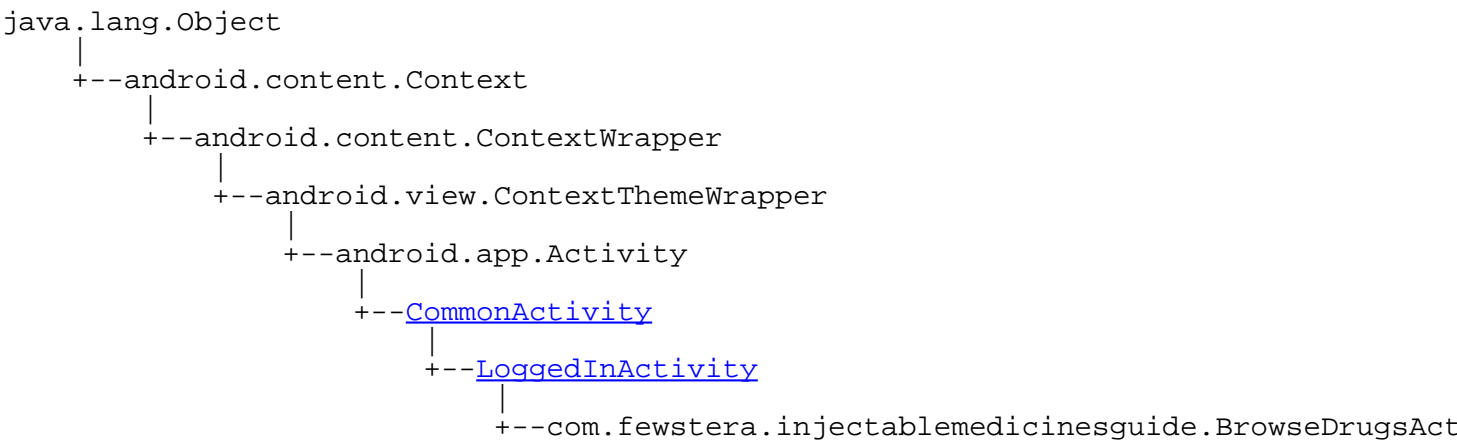 java.lang.Object
|
+--android.content.Context
|
+--android.content.ContextWrapper
|
+--android.view.ContextThemeWrapper
|
+--android.app.Activity
|
+--CommonActivity
|
+--LoggedInActivity
|
+--com.fewstera.injectablemedicinesguide.BrowseDrugsAct